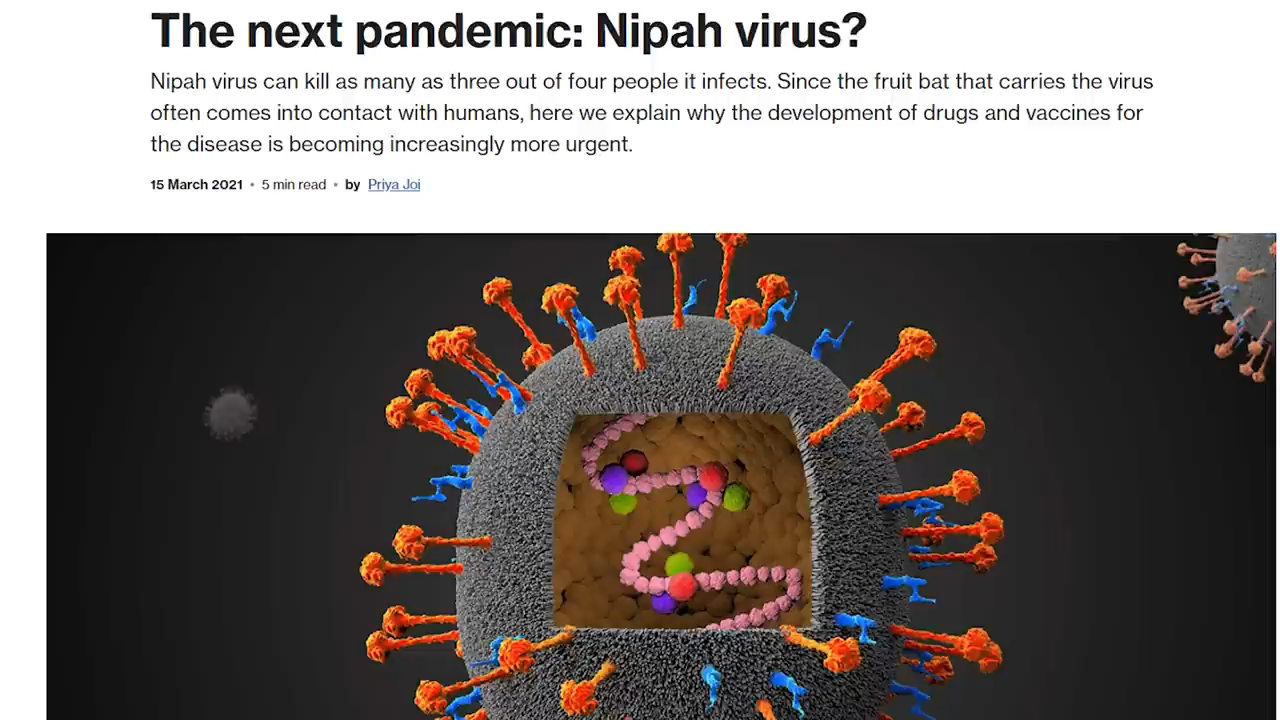 The next pandemic: Nipah virus?
Nipah virus can kill as many as three out of four people it infects. Since the fruit bat that carries the virus
often comes into contact with humans, here we explain why the development of drugs and vaccines for
the disease is becoming increasingly more urgent.
15 March 2021 • 5 min read • by Priya Joi